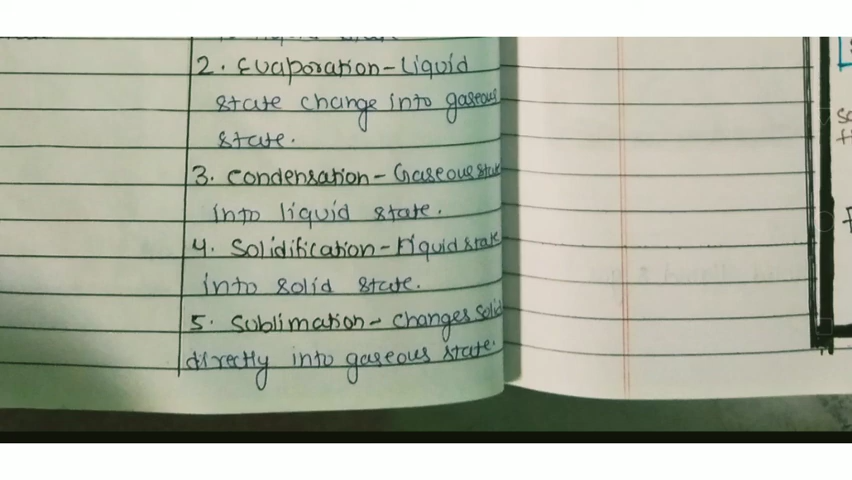 2. Evaporation - Liquid
state change into gaseous
state.
3. Condensation - Gaseous state
into liquid state.
4. Solidification - Liquid state
into solid state.
5. Sublimation - changes solid
directly into gaseous state.